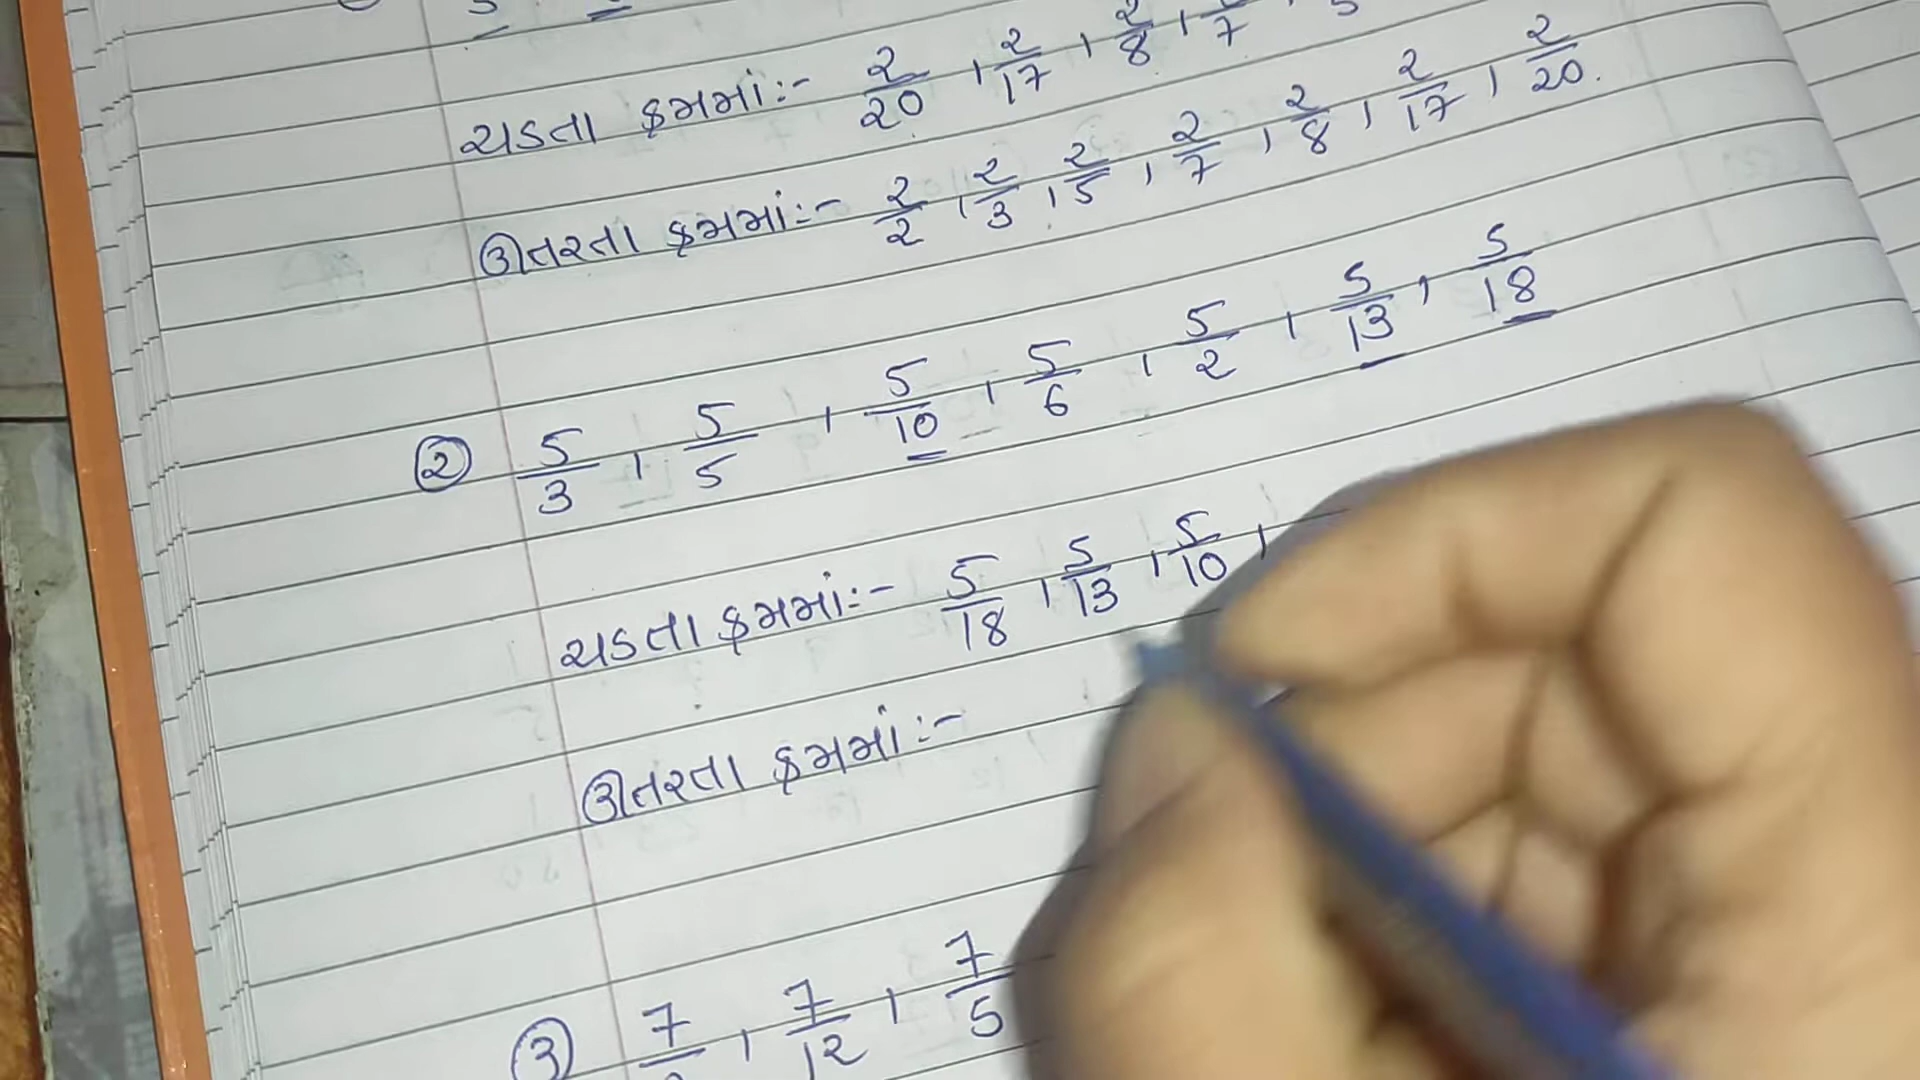 ચડતા ક્રમમાં:- 2/20 , 2/17 , 2/8 , 2/7 ,
ઊતરતા ક્રમમાં:- 2/2 , 2/3 , 2/5 , 2/7 , 2/8 , 2/17 , 2/20.
② 5/3 , 5/5 , 5/10 , 5/6 , 5/2 , 5/13 , 5/18
ચડતા ક્રમમાં:- 5/18 , 5/13 , 5/10 ,
ઊતરતા ક્રમમાં:-
③ 7 , 7/12 , 7/5